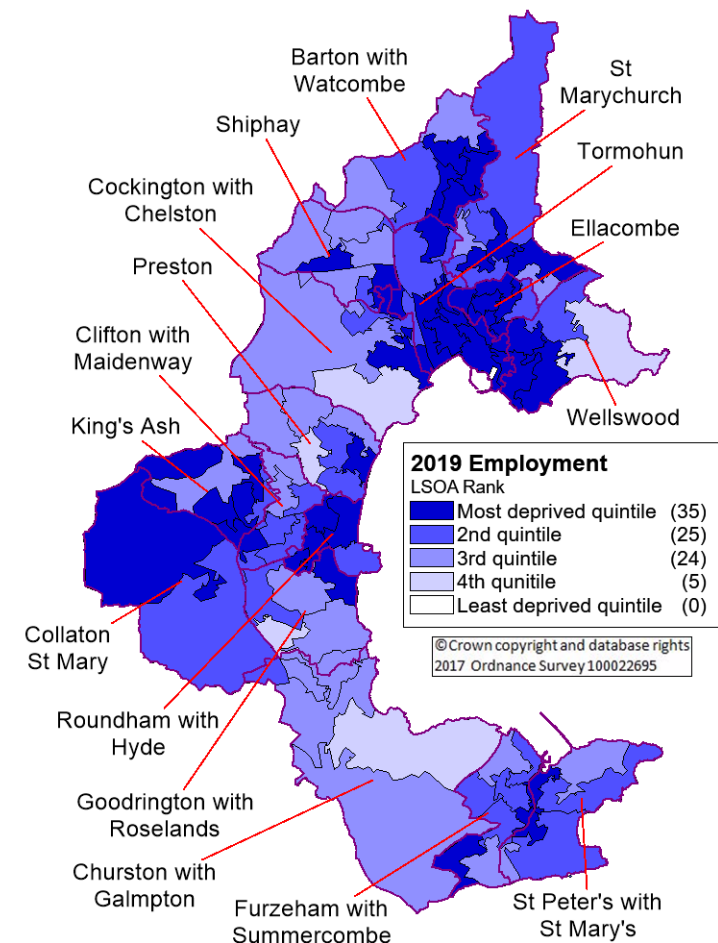 Barton with
Watcombe
St
Marychurch
Shiphay
Tormohun
Cockington with
Chelston
Ellacombe
Preston
Clifton with
Maidenway
Wellswood
King's Ash
2019 Employment
LSOA Rank
Most deprived quintile (35)
2nd quintile (25)
3rd quintile (24)
4th qunitile (5)
Least deprived quintile (0)
©Crown copyright and database rights
2017 Ordnance Survey 100022695
Collaton
St Mary
Roundham with
Hyde
Goodrington with
Roselands
Churston with
Galmpton
Furzeham with
Summercombe
St Peter's with
St Mary's